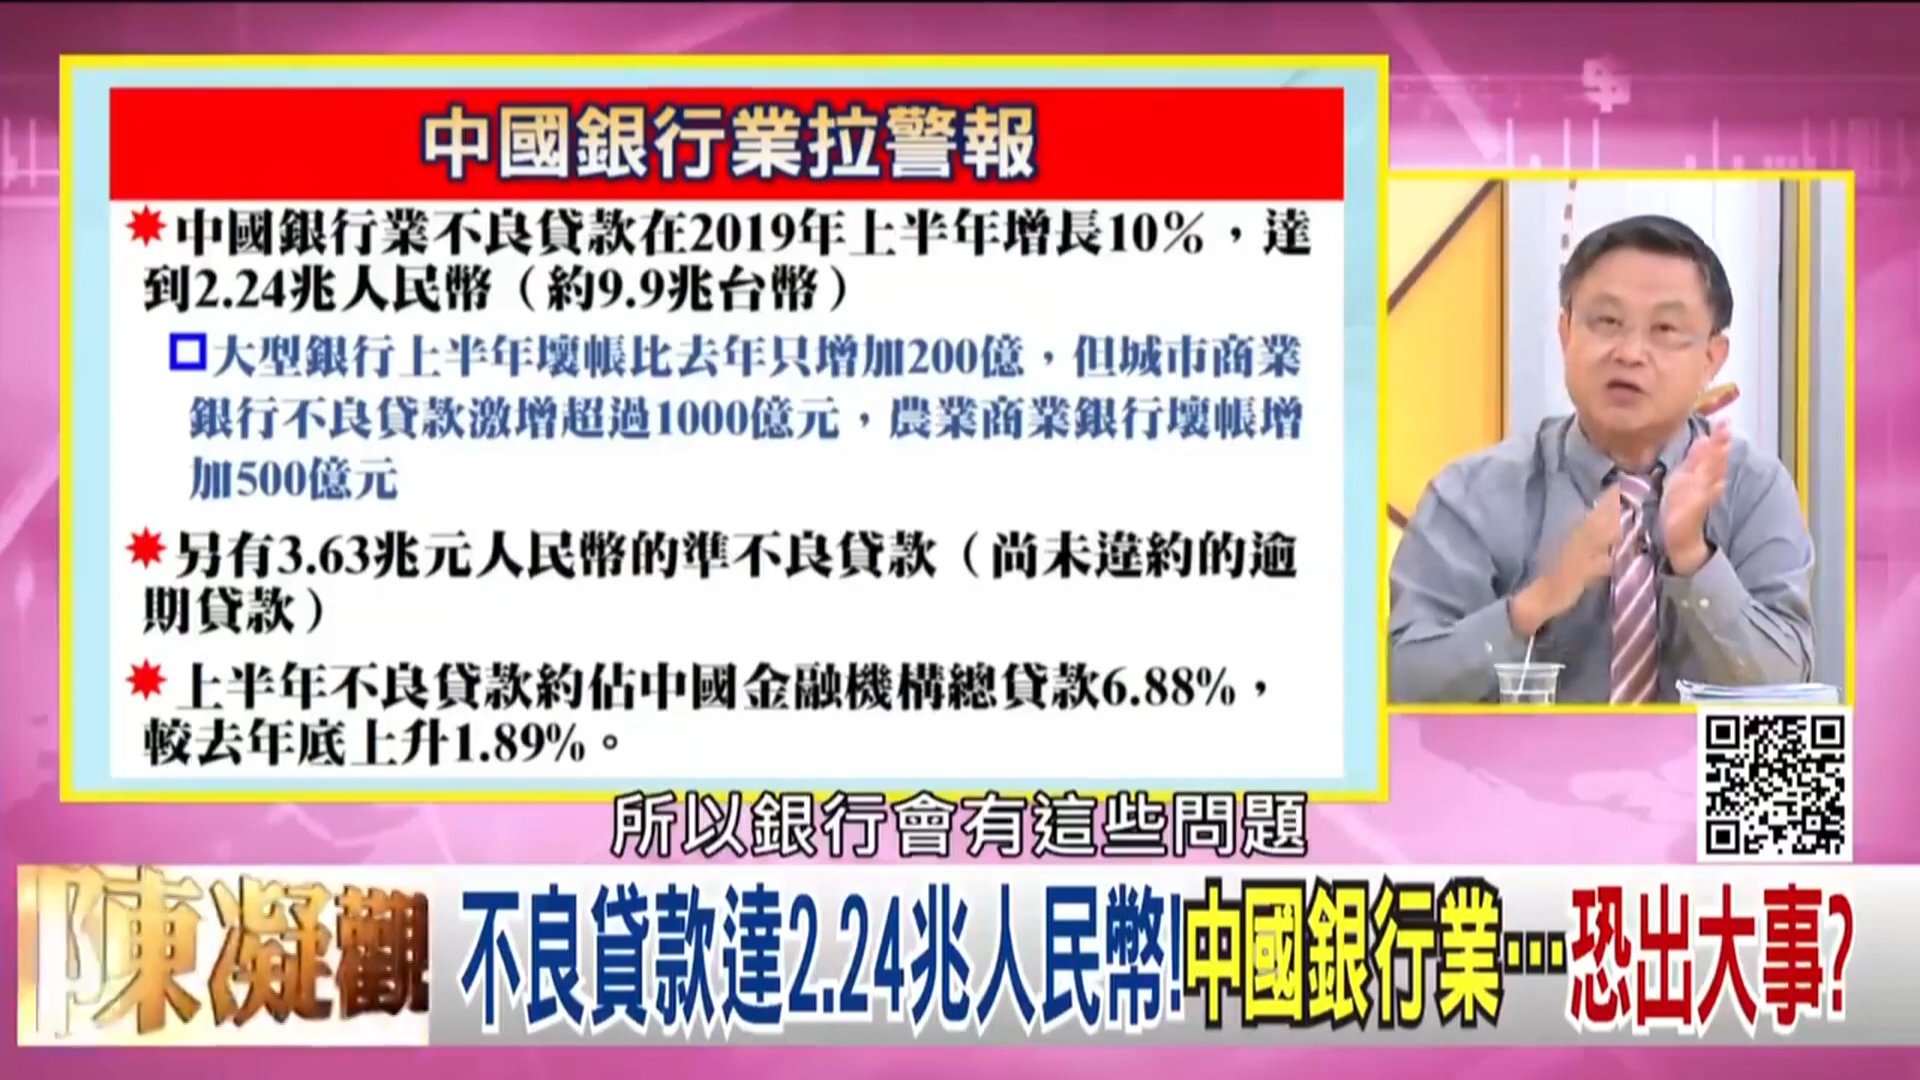 中國銀行業拉警報
中國銀行業不良貸款在2019年上半年增長10%，達
到2.24兆人民幣（約9.9兆台幣）
大型銀行上半年壞帳比去年只增加200億，但城市商業
銀行不良貸款激增超過1000億元，農業商業銀行壞帳增
加500億元
另有3.63兆元人民幣的準不良貸款（尚未違約的逾
期貸款）
上半年不良貸款約佔中國金融機構總貸款6.88%，
較去年底上升1.89%。
所以銀行會有這些問題
陳凝觀
不良貸款達2.24兆人民幣!中國銀行業…恐出大事?